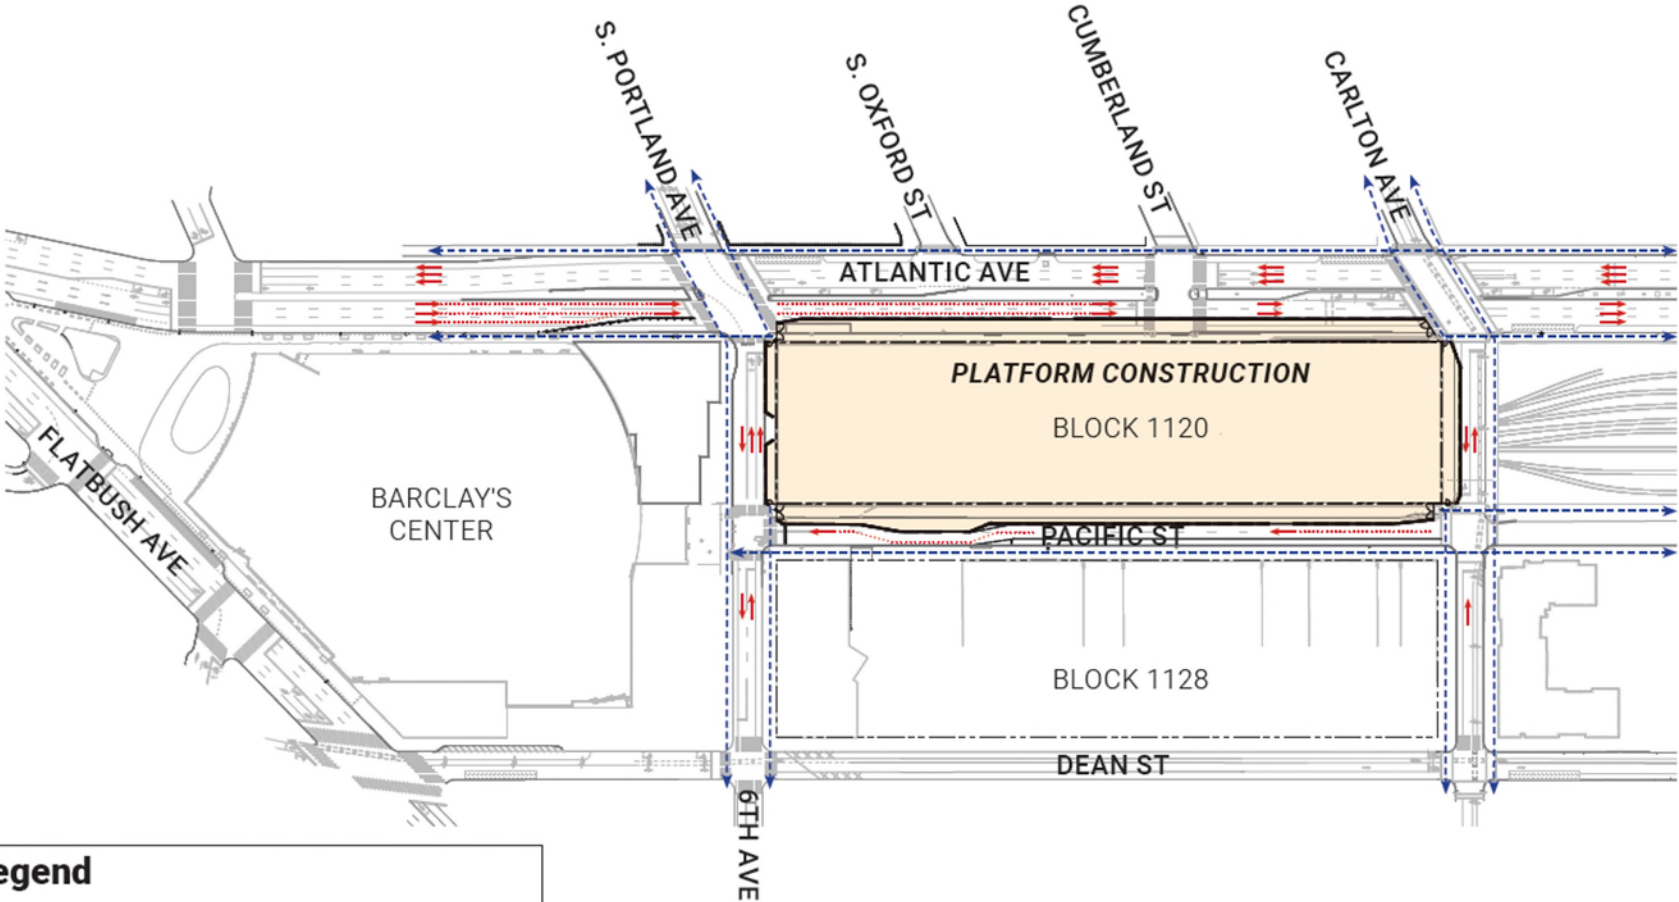 S. PORTLAND AVE
S. OXFORD ST
CUMBERLAND ST
CARLTON AVE
ATLANTIC AVE
PLATFORM CONSTRUCTION
BLOCK 1120
BARCLAY'S
CENTER
FLATBUSH AVE
PACIFIC ST
BLOCK 1128
DEAN ST
6TH AVE
egend